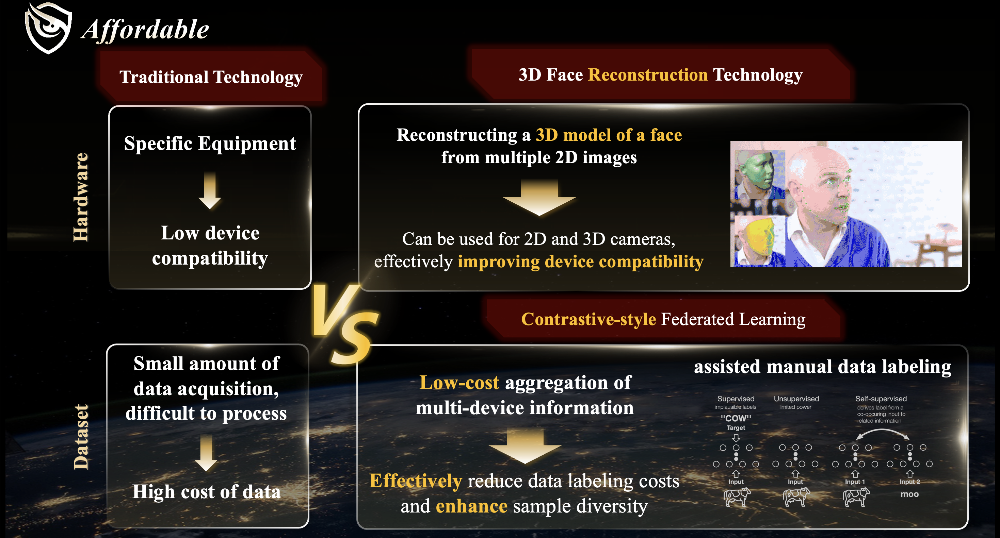 Affordable
Traditional Technology
3D Face Reconstruction Technology
Hardware
Specific Equipment
Low device
compatibility
Reconstructing a 3D model of a face
from multiple 2D images
Can be used for 2D and 3D cameras,
effectively improving device compatibility
VS
Contrastive-style Federated Learning
Dataset
Small amount of
data acquisition,
difficult to process
High cost of data
Low-cost aggregation of
multi-device information
Effectively reduce data labeling costs
and enhance sample diversity
assisted manual data labeling
Supervised
implausible labels
"COW"
Target
Input
Unsupervised
limited power
Input
Self-supervised
derives label from a
co-occuring input to
related information
Input 1
Input 2
moo